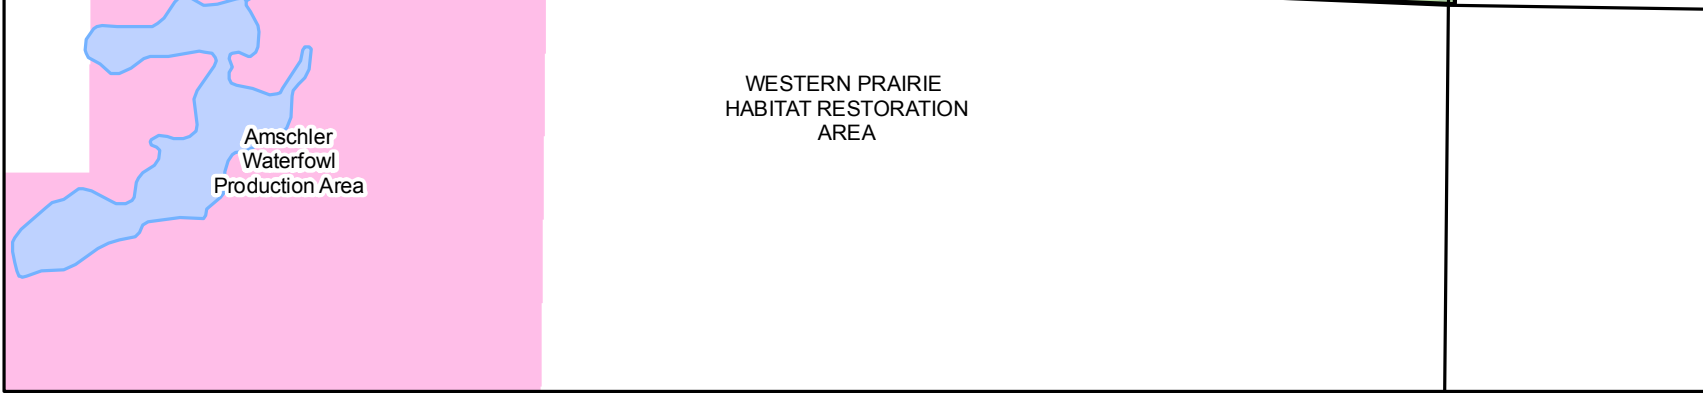 WESTERN PRAIRIE
HABITAT RESTORATION
AREA
Amschler
Waterfowl
Production Area